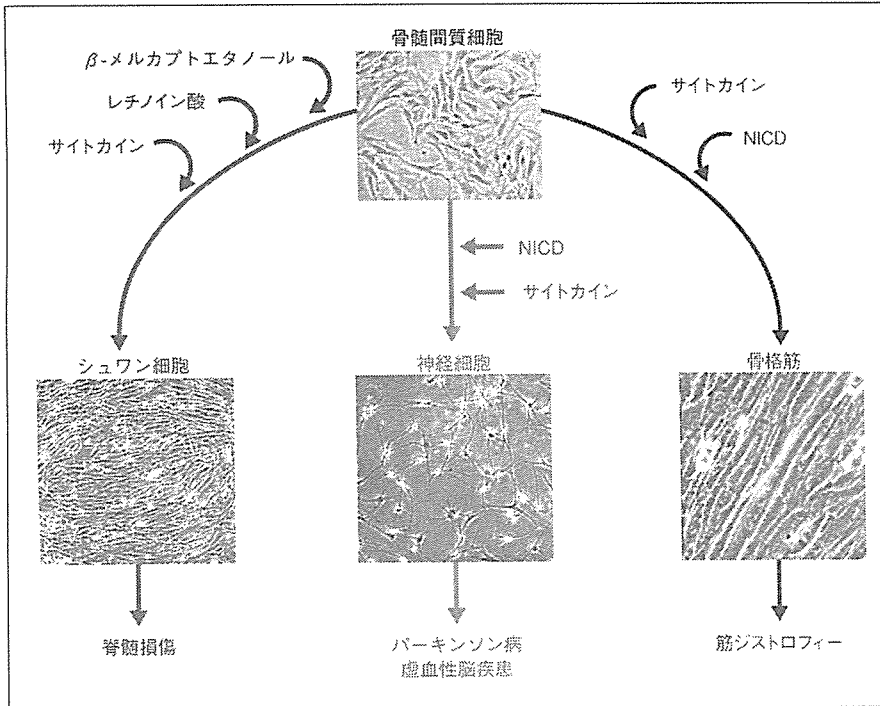 骨髄間質細胞
β-メルカプトエタノール
レチノイン酸
サイトカイン
サイトカイン
NICD
NICD
サイトカイン
シュワン細胞
神経細胞
骨格筋
脊髄損傷
パーキンソン病
虚血性脳疾患
筋ジストロフィー